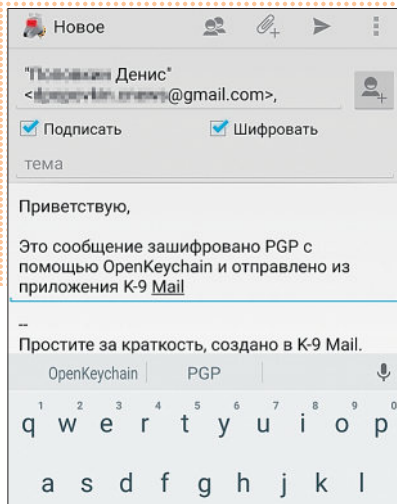 Новое
Денис"
@gmail.com>,
Подписать Шифровать
тема
Приветствую,
Это сообщение зашифровано PGP с
помощью OpenKeychain и отправлено из
приложения K-9 Mail
--
Простите за краткость, создано в K-9 Mail.
OpenKeychain PGP
1 2 3 4 5 6 7 8 9 0
q w e r t y u i o p
a s d f g h j k l